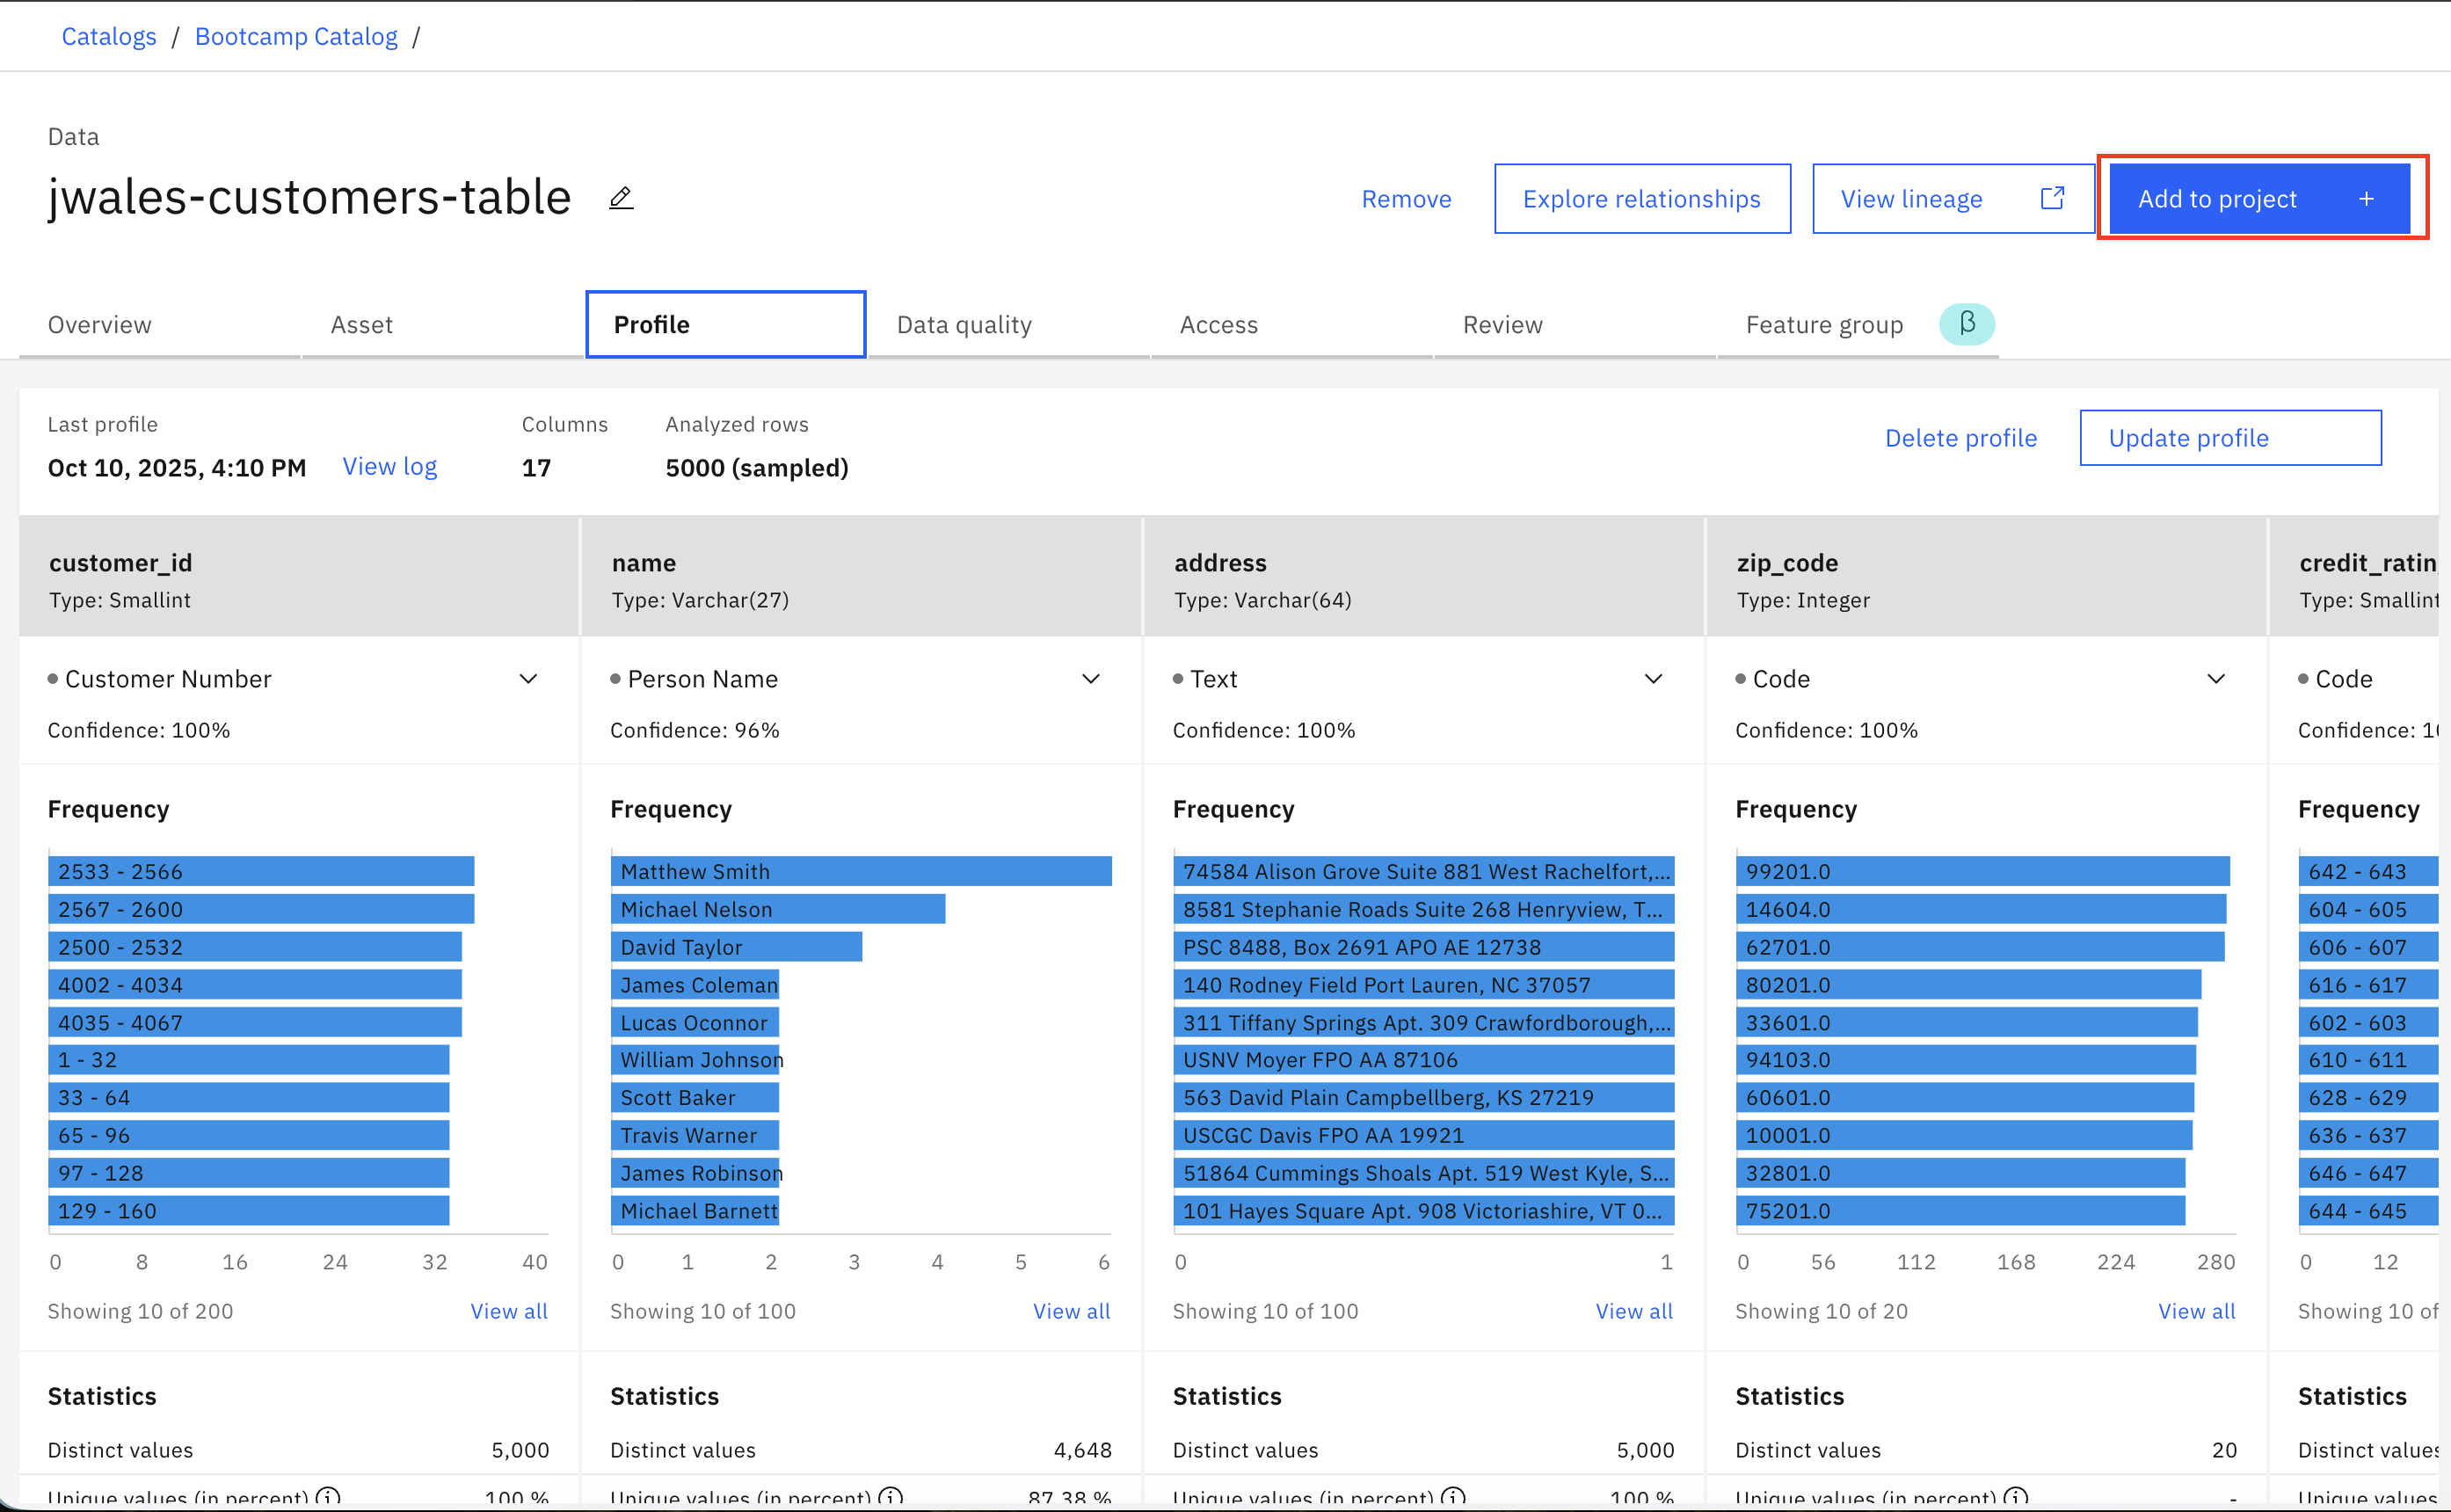 Catalogs / Bootcamp Catalog /
Data
jwales-customers-table
Remove
Explore relationships
View lineage
Add to project +
Overview
Asset
Profile
Data quality
Access
Review
Feature group β
Last profile
Oct 10, 2025, 4:10 PM View log
Columns
17
Analyzed rows
5000 (sampled)
Delete profile
Update profile
customer_id
Type: Smallint
Customer Number
Confidence: 100%
Frequency
2533 - 2566
2567 - 2600
2500 - 2532
4002 - 4034
4035 - 4067
1 - 32
33 - 64
65 - 96
97 - 128
129 - 160
0 8 16 24 32 40
Showing 10 of 200 View all
Statistics
Distinct values 5,000
Unique values (in percent) 100 %
name
Type: Varchar(27)
Person Name
Confidence: 96%
Frequency
Matthew Smith
Michael Nelson
David Taylor
James Coleman
Lucas Oconnor
William Johnson
Scott Baker
Travis Warner
James Robinson
Michael Barnett
0 1 2 3 4 5 6
Showing 10 of 100 View all
Statistics
Distinct values 4,648
Unique values (in percent) 87.38 %
address
Type: Varchar(64)
Text
Confidence: 100%
Frequency
74584 Alison Grove Suite 881 West Rachelfort,...
8581 Stephanie Roads Suite 268 Henryview, T...
PSC 8488, Box 2691 APO AE 12738
140 Rodney Field Port Lauren, NC 37057
311 Tiffany Springs Apt. 309 Crawfordborough,...
USNV Moyer FPO AA 87106
563 David Plain Campbellberg, KS 27219
USCGC Davis FPO AA 19921
51864 Cummings Shoals Apt. 519 West Kyle, S...
101 Hayes Square Apt. 908 Victoriashire, VT 0...
0 1
Showing 10 of 100 View all
Statistics
Distinct values 5,000
Unique values (in percent) 100 %
zip_code
Type: Integer
Code
Confidence: 100%
Frequency
99201.0
14604.0
62701.0
80201.0
33601.0
94103.0
60601.0
10001.0
32801.0
75201.0
0 56 112 168 224 280
Showing 10 of 20 View all
Statistics
Distinct values 20
Unique values (in percent) -
credit_ratin
Type: Smallint
Code
Confidence:
Frequency
642 - 643
604 - 605
606 - 607
616 - 617
602 - 603
610 - 611
628 - 629
636 - 637
646 - 647
644 - 645
0 12
Showing 10 of
Statistics
Distinct values
Unique values